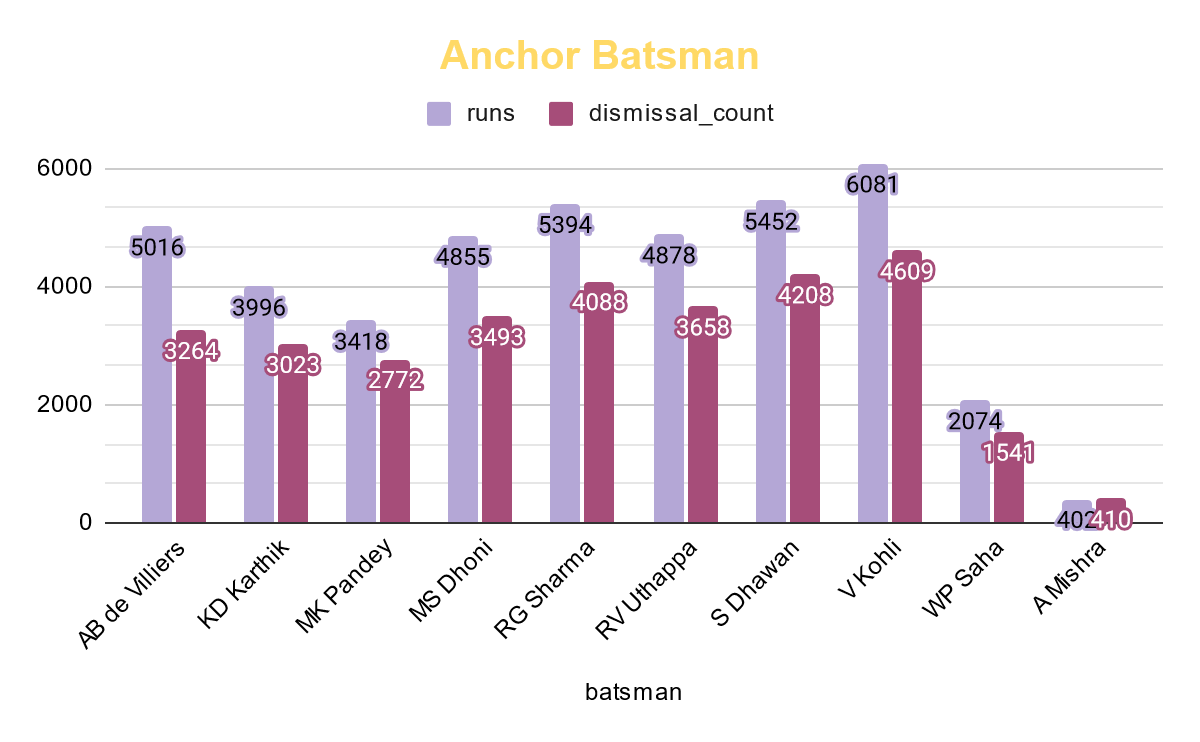 Anchor Batsman
runs dismissal_count
6000
4000
2000
0
5016 3264
3996 3023
3418 2772
4855 3493
5394 4088
4878 3658
5452 4208
6081 4609
2074 1541
402 410
AB de Villiers
KD Karthik
MK Pandey
MS Dhoni
RG Sharma
RV Uthappa
S Dhawan
V Kohli
WP Saha
A Mishra
batsman